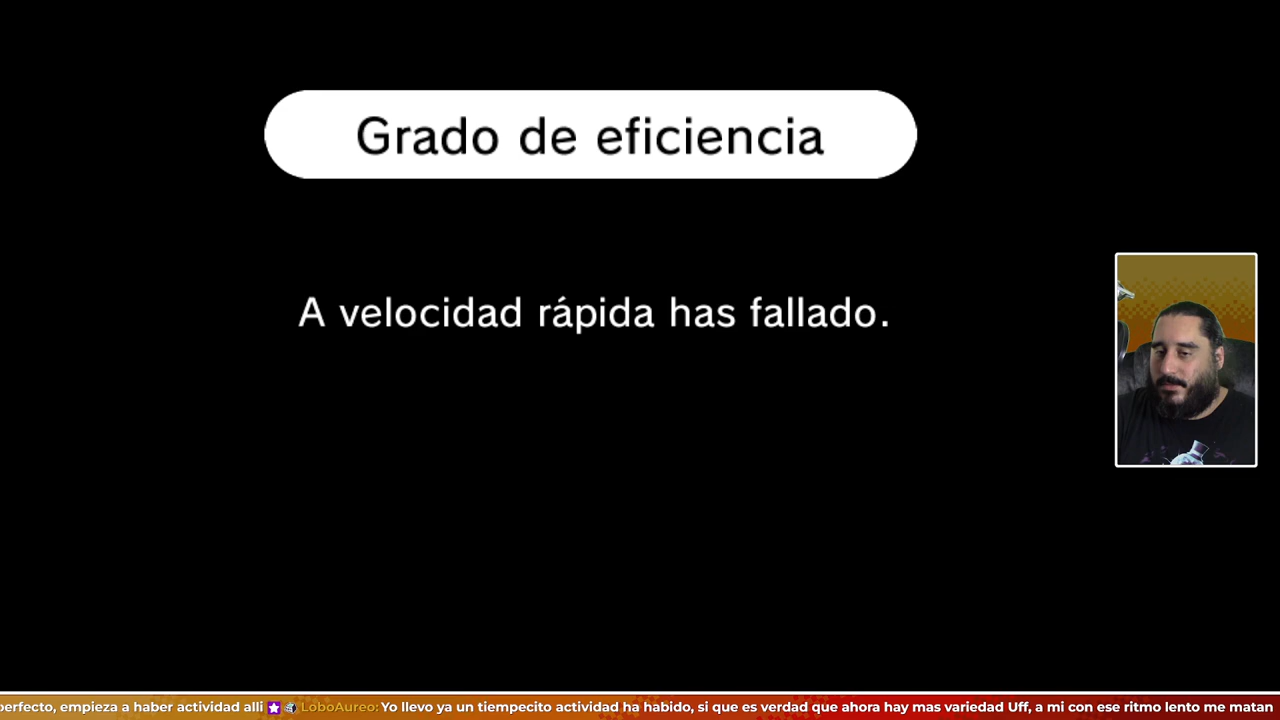 Grado de eficiencia
A velocidad rápida has fallado.
perfecto, empieza a haber actividad alli LoboAureo: Yo llevo ya un tiempecito actividad ha habido, si que es verdad que ahora hay mas variedad Uff, a mi con ese ritmo lento me matan